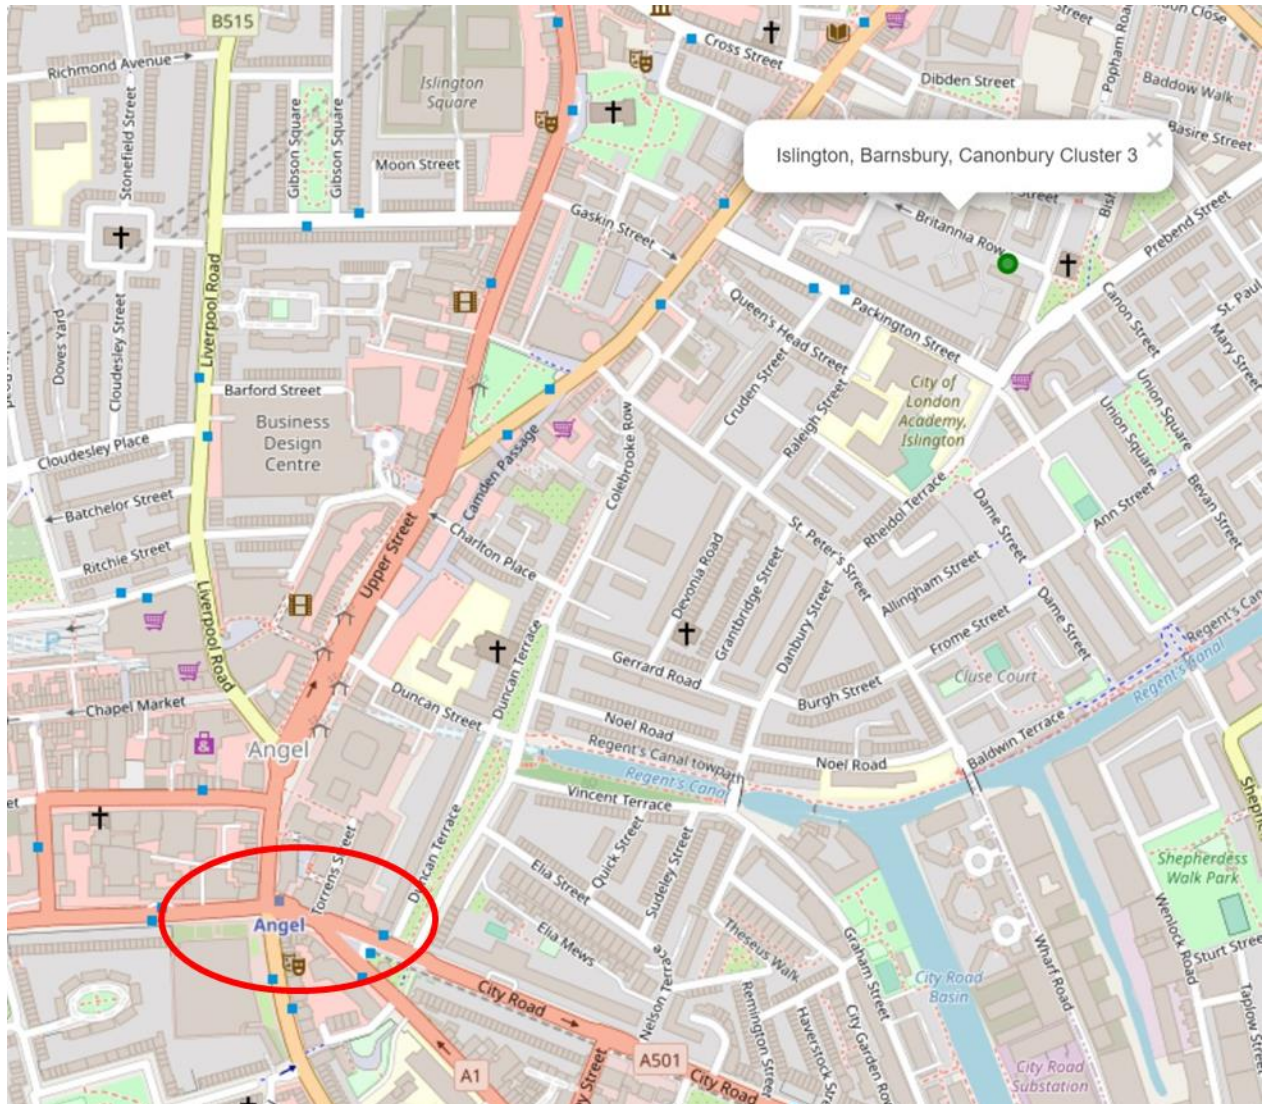 B515
Richmond Avenue
Stonefield Street
Gibson Square
Gibson Square
Islington
Square
Moon Street
Cross Street
Dibden Street
Popham Road
Baddow Walk
Basire Street
Islington, Barnsbury, Canonbury Cluster 3
×
Gaskin Street
Britannia Row
Prebend Street
Liverpool Road
Doves Yard
Cloudesley Street
Queen's Head Street
Packington Street
Canon Street
St. Paul
Mary Street
Barford Street
Business
Design
Centre
Cruden Street
Raleigh Street
City of
London
Academy,
Islington
Union Square
Union Square
Cloudesley Place
Camden Passage
Colebrooke Row
Batchelor Street
Upper Street
Charlton Place
Rheidol Terrace
Dame Street
Ann Street
Bevan Street
Ritchie Street
St. Peter's Street
Devonia Road
Grantbridge Street
Danbury Street
Allingham Street
Liverpool Road
Duncan Terrace
Frome Street
Dame Street
Regent's Can
Regent's Canal
Gerrard Road
Cluse Court
Chapel Market
Duncan Street
Burgh Street
Noel Road
Angel
Regent's Canal towpath
Regent's Canal
Noel Road
Baldwin Terrace
Vincent Terrace
Duncan Terrace
Torrens Street
Elia Street
Quick Street
Sudeley Street
Shepherdess
Walk Park
Angel
Elia Mews
Theseus Walk
Graham Street
Wharf Road
Wenlock Road
Sturt Street
City Road
Basin
City Road
Nelson Terrace
Remington Street
Haverstock
City Garden Row
Taplow Street
A501
A1
City Road
City Road
Substation